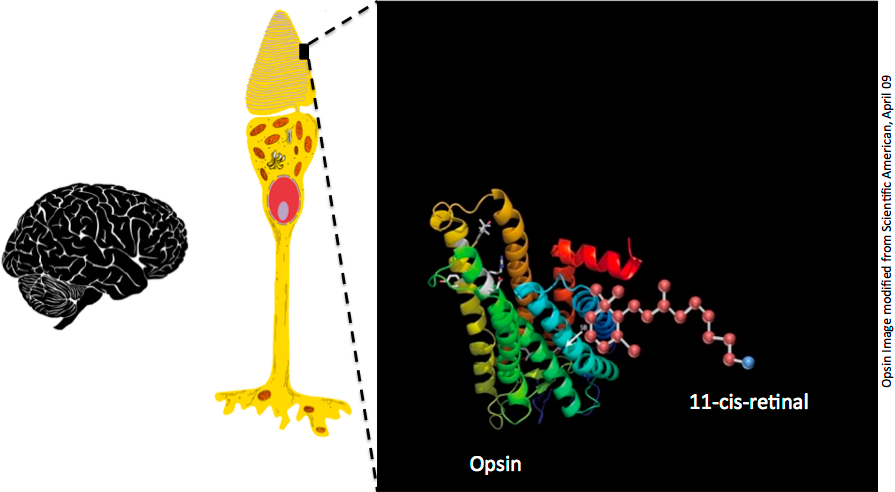 11-cis-retinal
Opsin
Opsin Image modified from Scientific American, April 09